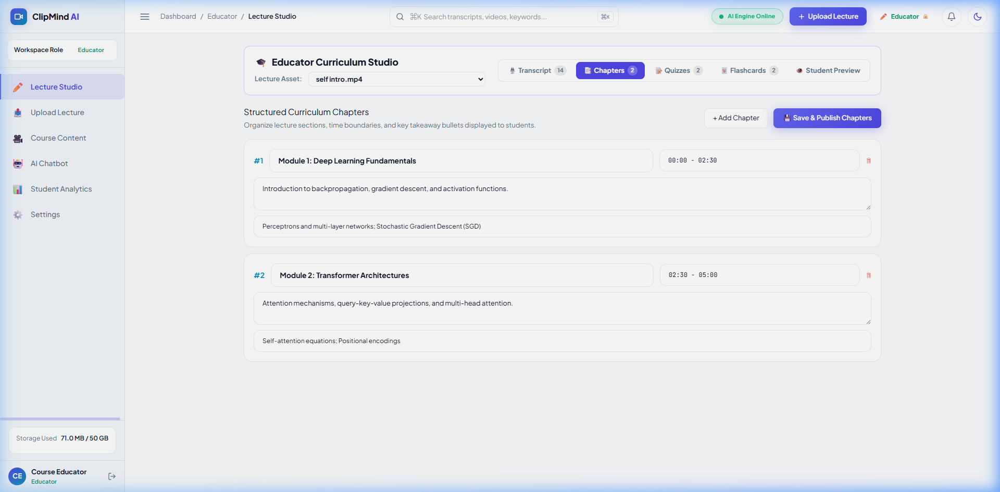 ClipMind AI
Dashboard / Educator / Lecture Studio
⌘K Search transcripts, videos, keywords...
⌘K
AI Engine Online
+ Upload Lecture
Educator
Workspace Role Educator
Lecture Studio
Upload Lecture
Course Content
AI Chatbot
Student Analytics
Settings
Storage Used 71.0 MB / 50 GB
CE
Course Educator
Educator
Educator Curriculum Studio
Lecture Asset: self intro.mp4
Transcript 14
Chapters 2
Quizzes 2
Flashcards 2
Student Preview
Structured Curriculum Chapters
Organize lecture sections, time boundaries, and key takeaway bullets displayed to students.
+ Add Chapter
Save & Publish Chapters
#1 Module 1: Deep Learning Fundamentals 00:00 - 02:30
Introduction to backpropagation, gradient descent, and activation functions.
Perceptrons and multi-layer networks; Stochastic Gradient Descent (SGD)
#2 Module 2: Transformer Architectures 02:30 - 05:00
Attention mechanisms, query-key-value projections, and multi-head attention.
Self-attention equations; Positional encodings